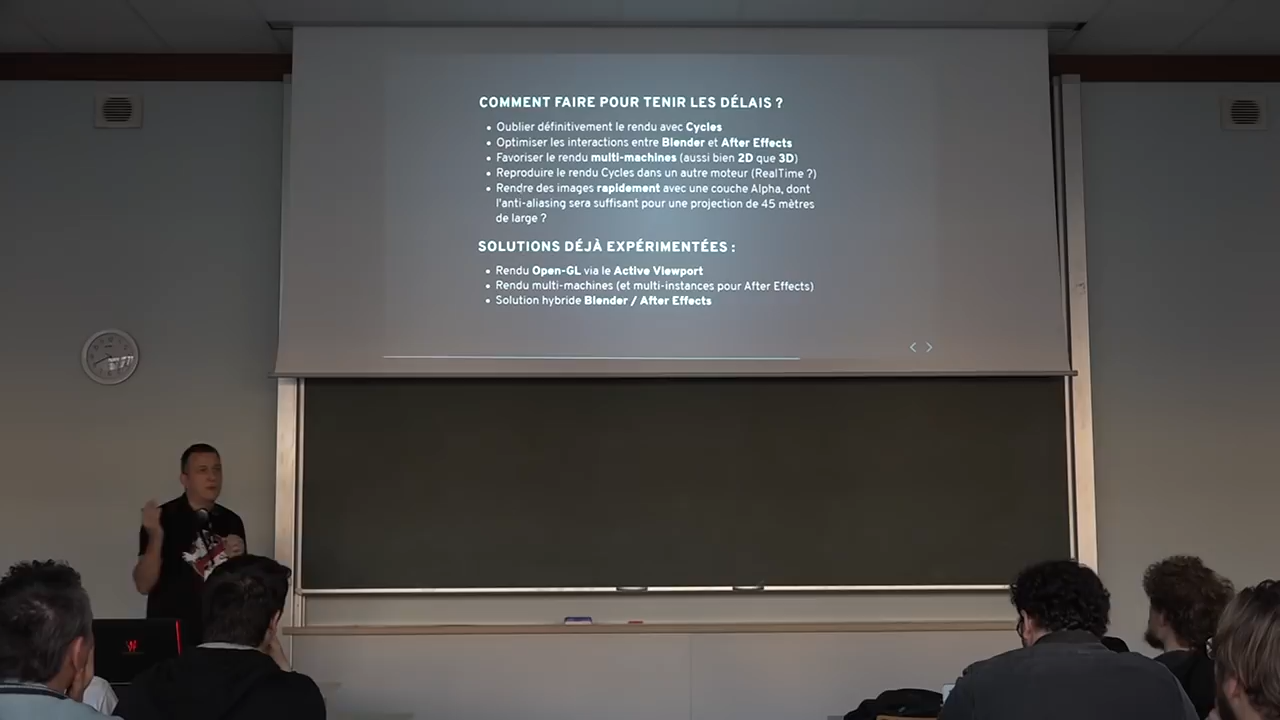 COMMENT FAIRE POUR TENIR LES DÉLAIS ?
• Oublier définitivement le rendu avec Cycles
• Optimiser les interactions entre Blender et After Effects
• Favoriser le rendu multi-machines (aussi bien 2D que 3D)
• Reproduire le rendu Cycles dans un autre moteur (RealTime ?)
• Rendre des images rapidement avec une couche Alpha, dont
l'anti-aliasing sera suffisant pour une projection de 45 mètres
de large ?
SOLUTIONS DÉJÀ EXPÉRIMENTÉES :
• Rendu Open-GL via le Active Viewport
• Rendu multi-machines (et multi-instances pour After Effects)
• Solution hybride Blender / After Effects